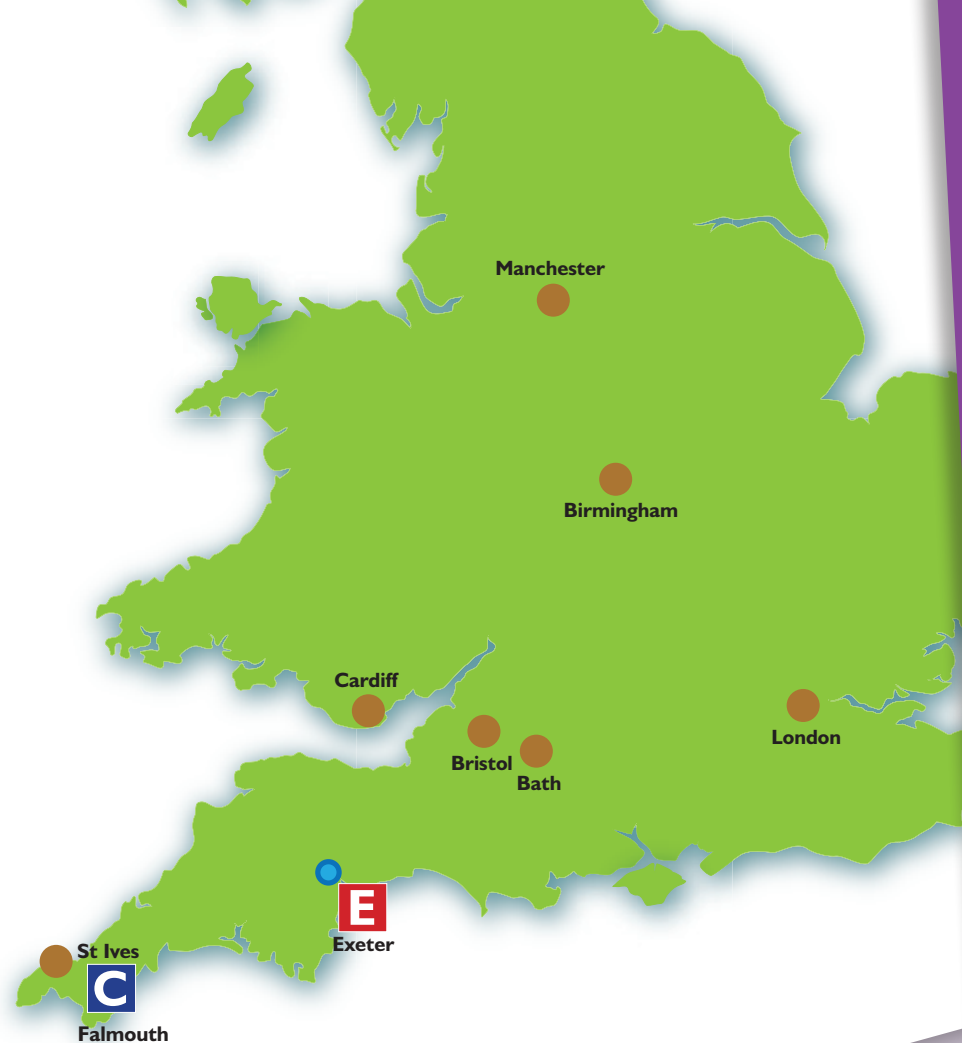 Manchester
Birmingham
Cardiff
Bristol
Bath
London
E
Exeter
St Ives
C
Falmouth